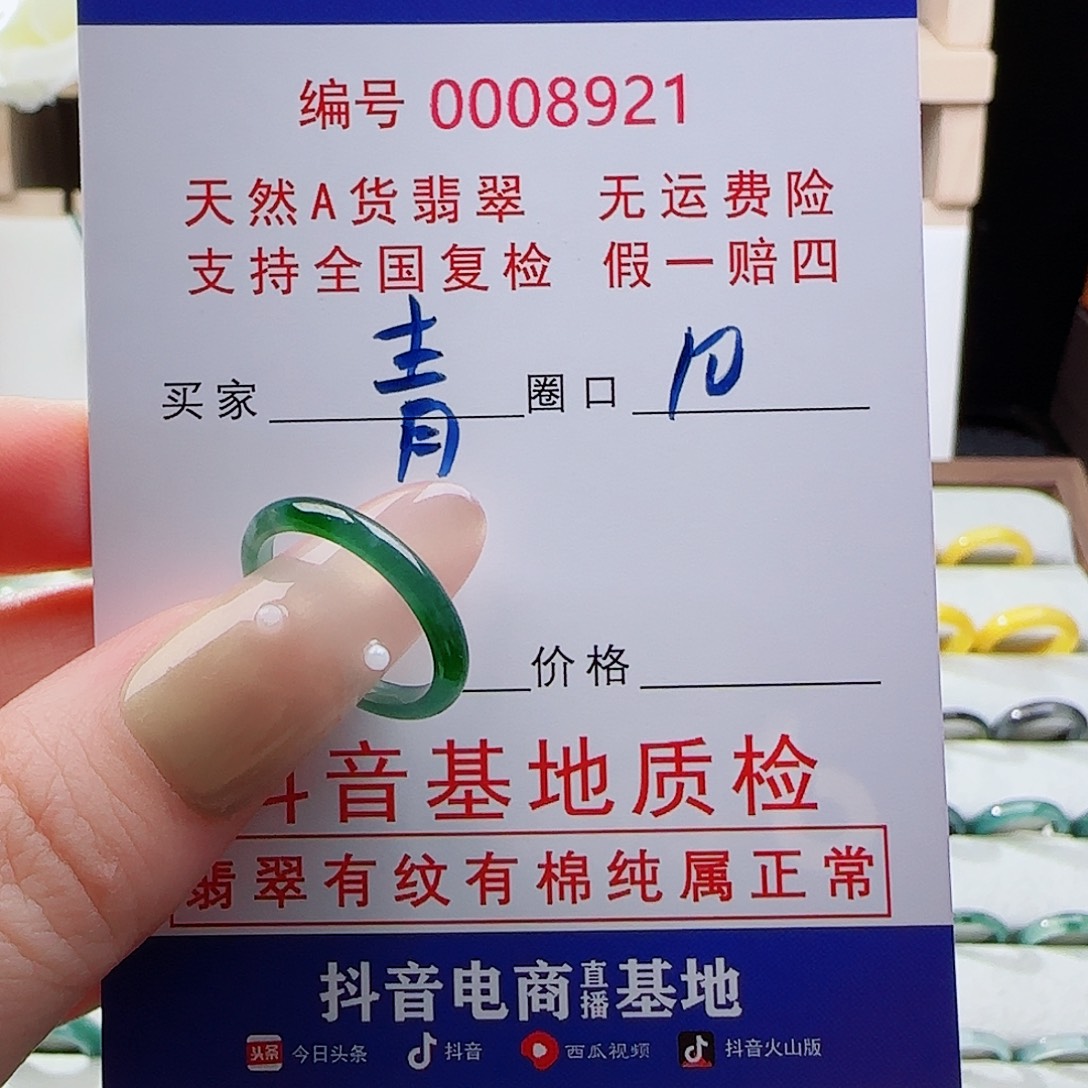 编号 0008921
天然A货翡翠 无运费险
支持全国复检 假一赔四
买家 青 圈口 10
价格
音基地质检
翡翠有纹有棉纯属正常
抖音电商直播基地
头条 今日头条 抖音 西瓜视频 抖音火山版